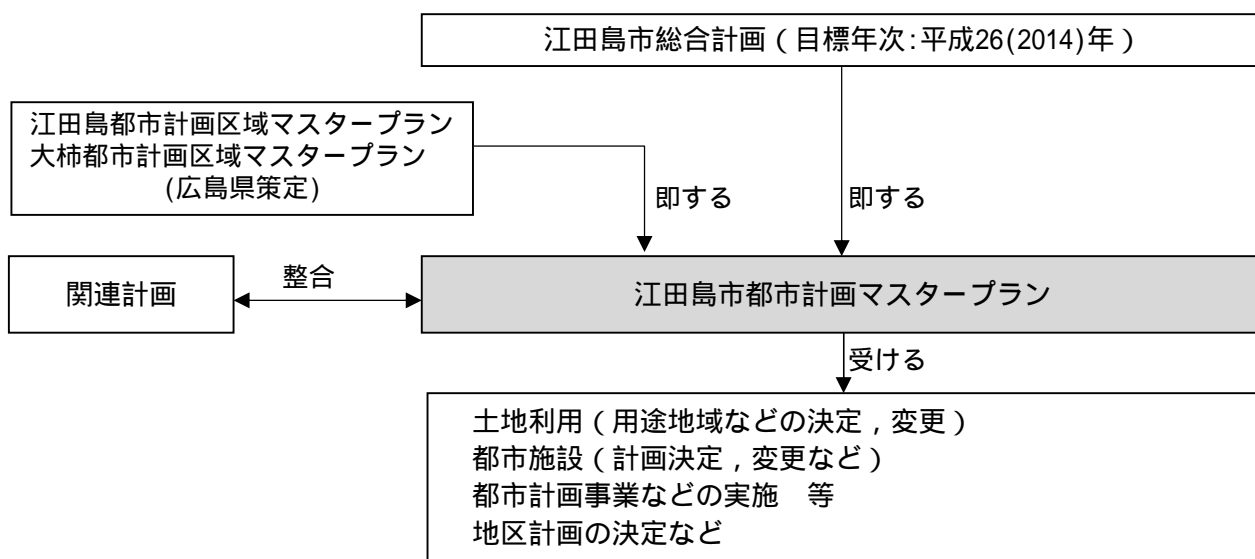 江田島市総合計画（目標年次：平成26(2014)年）
江田島都市計画区域マスタープラン
大柿都市計画区域マスタープラン
(広島県策定)
即する
即する
関連計画
整合
江田島市都市計画マスタープラン
受ける
土地利用（用途地域などの決定，変更）
都市施設（計画決定，変更など）
都市計画事業などの実施　等
地区計画の決定など